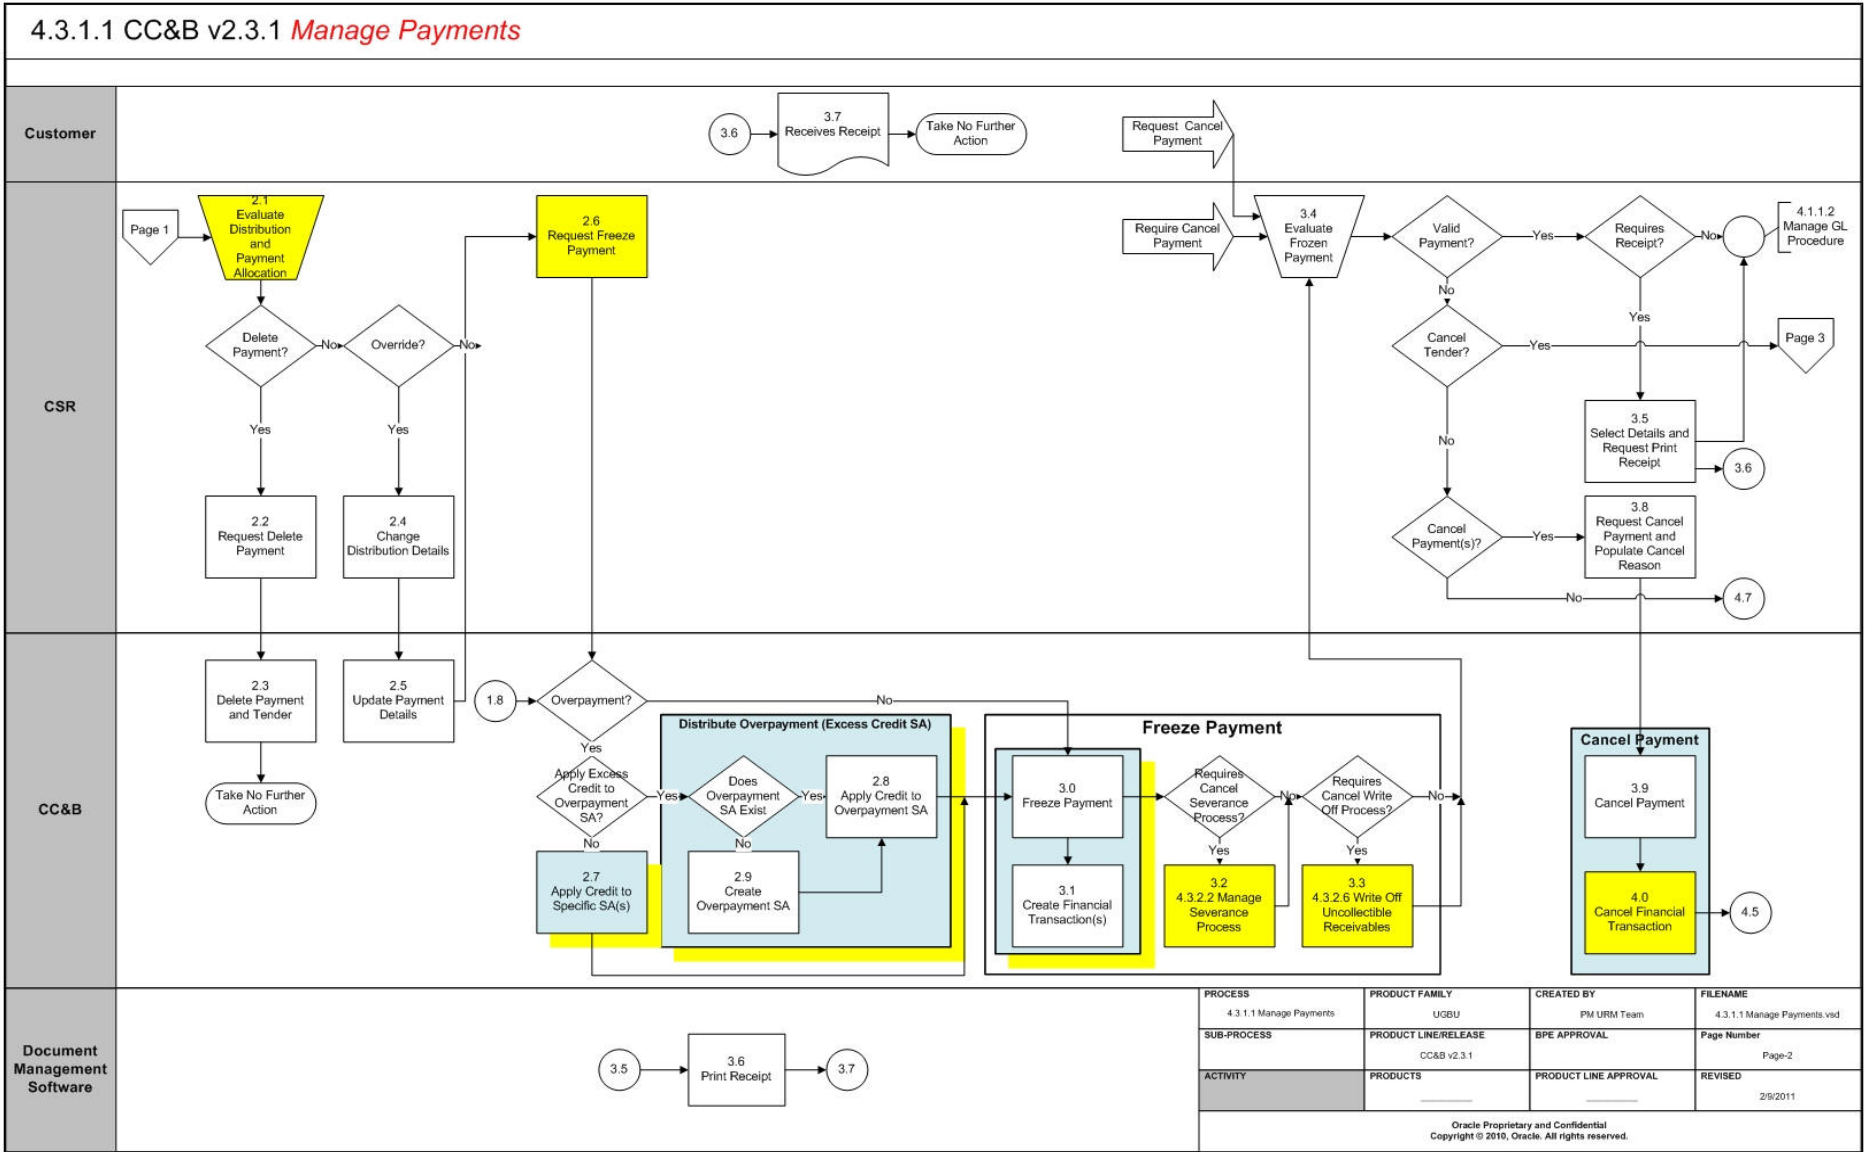 4.3.1.1 CC&B v2.3.1 Manage Payments
Customer
3.6
3.7
Receives Receipt
Take No Further
Action
Request Cancel
Payment
CSR
Page 1
2.1
Evaluate
Distribution
and
Payment
Allocation
2.6
Request Freeze
Payment
Require Cancel
Payment
3.4
Evaluate
Frozen
Payment
Valid
Payment?
Yes
Requires
Receipt?
No
4.1.1.2
Manage GL
Procedure
No
Yes
Delete
Payment?
No
Override?
No
Cancel
Tender?
Yes
Page 3
Yes
Yes
No
3.5
Select Details and
Request Print
Receipt
3.6
2.2
Request Delete
Payment
2.4
Change
Distribution Details
Cancel
Payment(s)?
Yes
3.8
Request Cancel
Payment and
Populate Cancel
Reason
No
4.7
CC&B
2.3
Delete Payment
and Tender
2.5
Update Payment
Details
1.8
Overpayment?
No
Yes
Distribute Overpayment (Excess Credit SA)
Freeze Payment
Cancel Payment
Take No Further
Action
Apply Excess
Credit to
Overpayment
SA?
Yes
Does
Overpayment
SA Exist
Yes
2.8
Apply Credit to
Overpayment SA
3.0
Freeze Payment
Requires
Cancel
Severance
Process?
No
Requires
Cancel Write
Off Process?
No
3.9
Cancel Payment
No
No
Yes
Yes
2.7
Apply Credit to
Specific SA(s)
2.9
Create
Overpayment SA
3.1
Create Financial
Transaction(s)
3.2
4.3.2.2 Manage
Severance
Process
3.3
4.3.2.6 Write Off
Uncollectible
Receivables
4.0
Cancel Financial
Transaction
4.5
Document
Management
Software
3.5
3.6
Print Receipt
3.7
PROCESS
4.3.1.1 Manage Payments
PRODUCT FAMILY
UGBU
CREATED BY
PM URM Team
FILENAME
4.3.1.1 Manage Payments.vsd
SUB-PROCESS
PRODUCT LINE/RELEASE
CC&B v2.3.1
BPE APPROVAL
Page Number
Page-2
ACTIVITY
PRODUCTS
PRODUCT LINE APPROVAL
REVISED
2/9/2011
Oracle Proprietary and Confidential
Copyright © 2010, Oracle. All rights reserved.